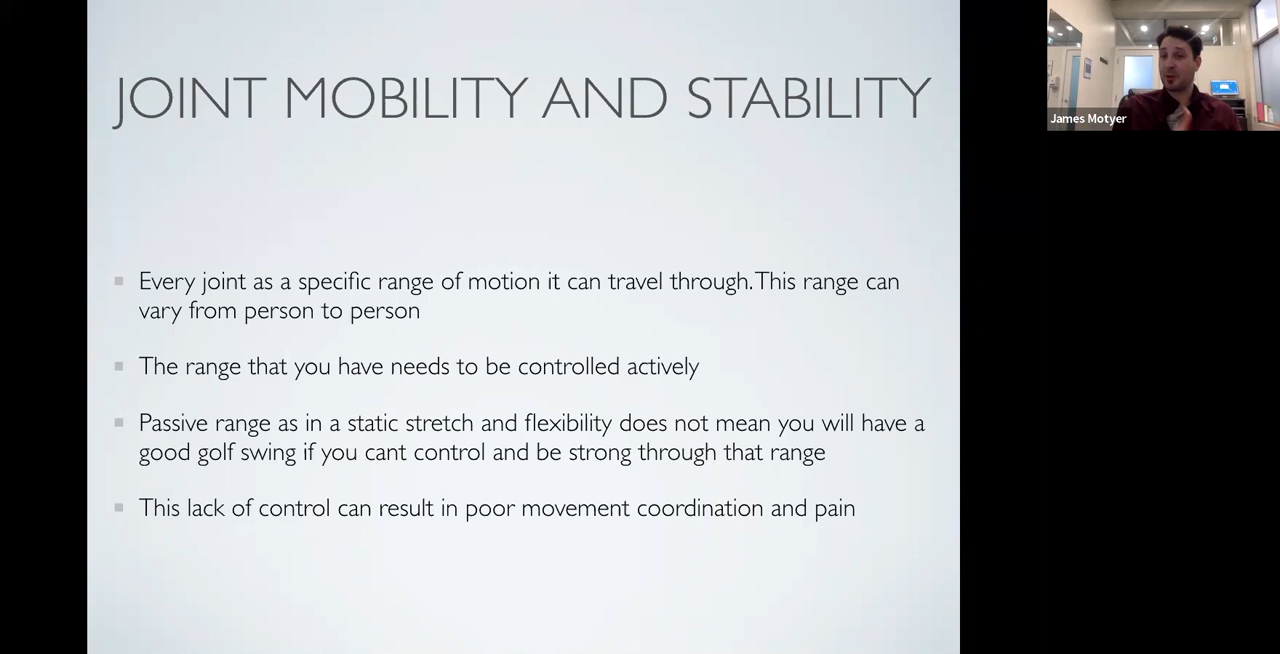 JOINT MOBILITY AND STABILITY
James Motyer
Every joint as a specific range of motion it can travel through. This range can
vary from person to person
The range that you have needs to be controlled actively
Passive range as in a static stretch and flexibility does not mean you will have a
good golf swing if you cant control and be strong through that range
This lack of control can result in poor movement coordination and pain